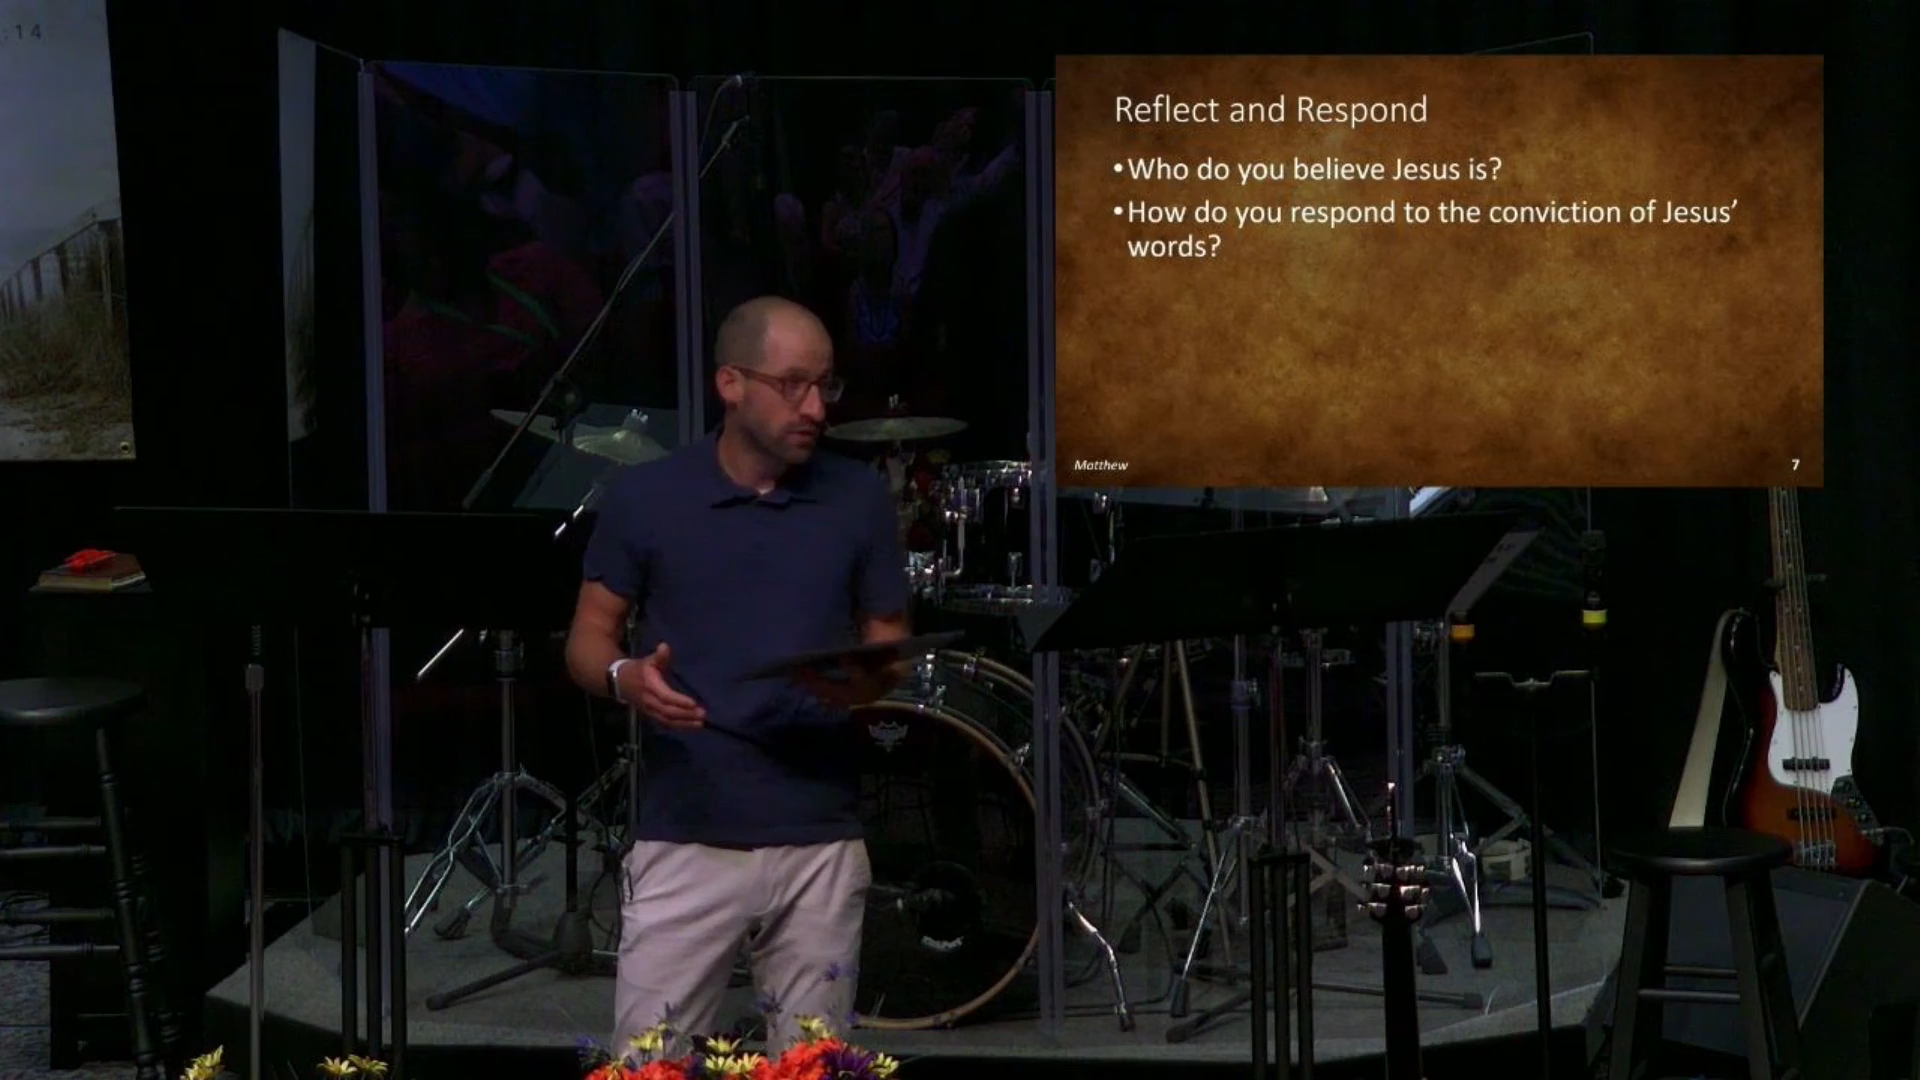 :14
Reflect and Respond
•Who do you believe Jesus is?
•How do you respond to the conviction of Jesus’
words?
Matthew
7